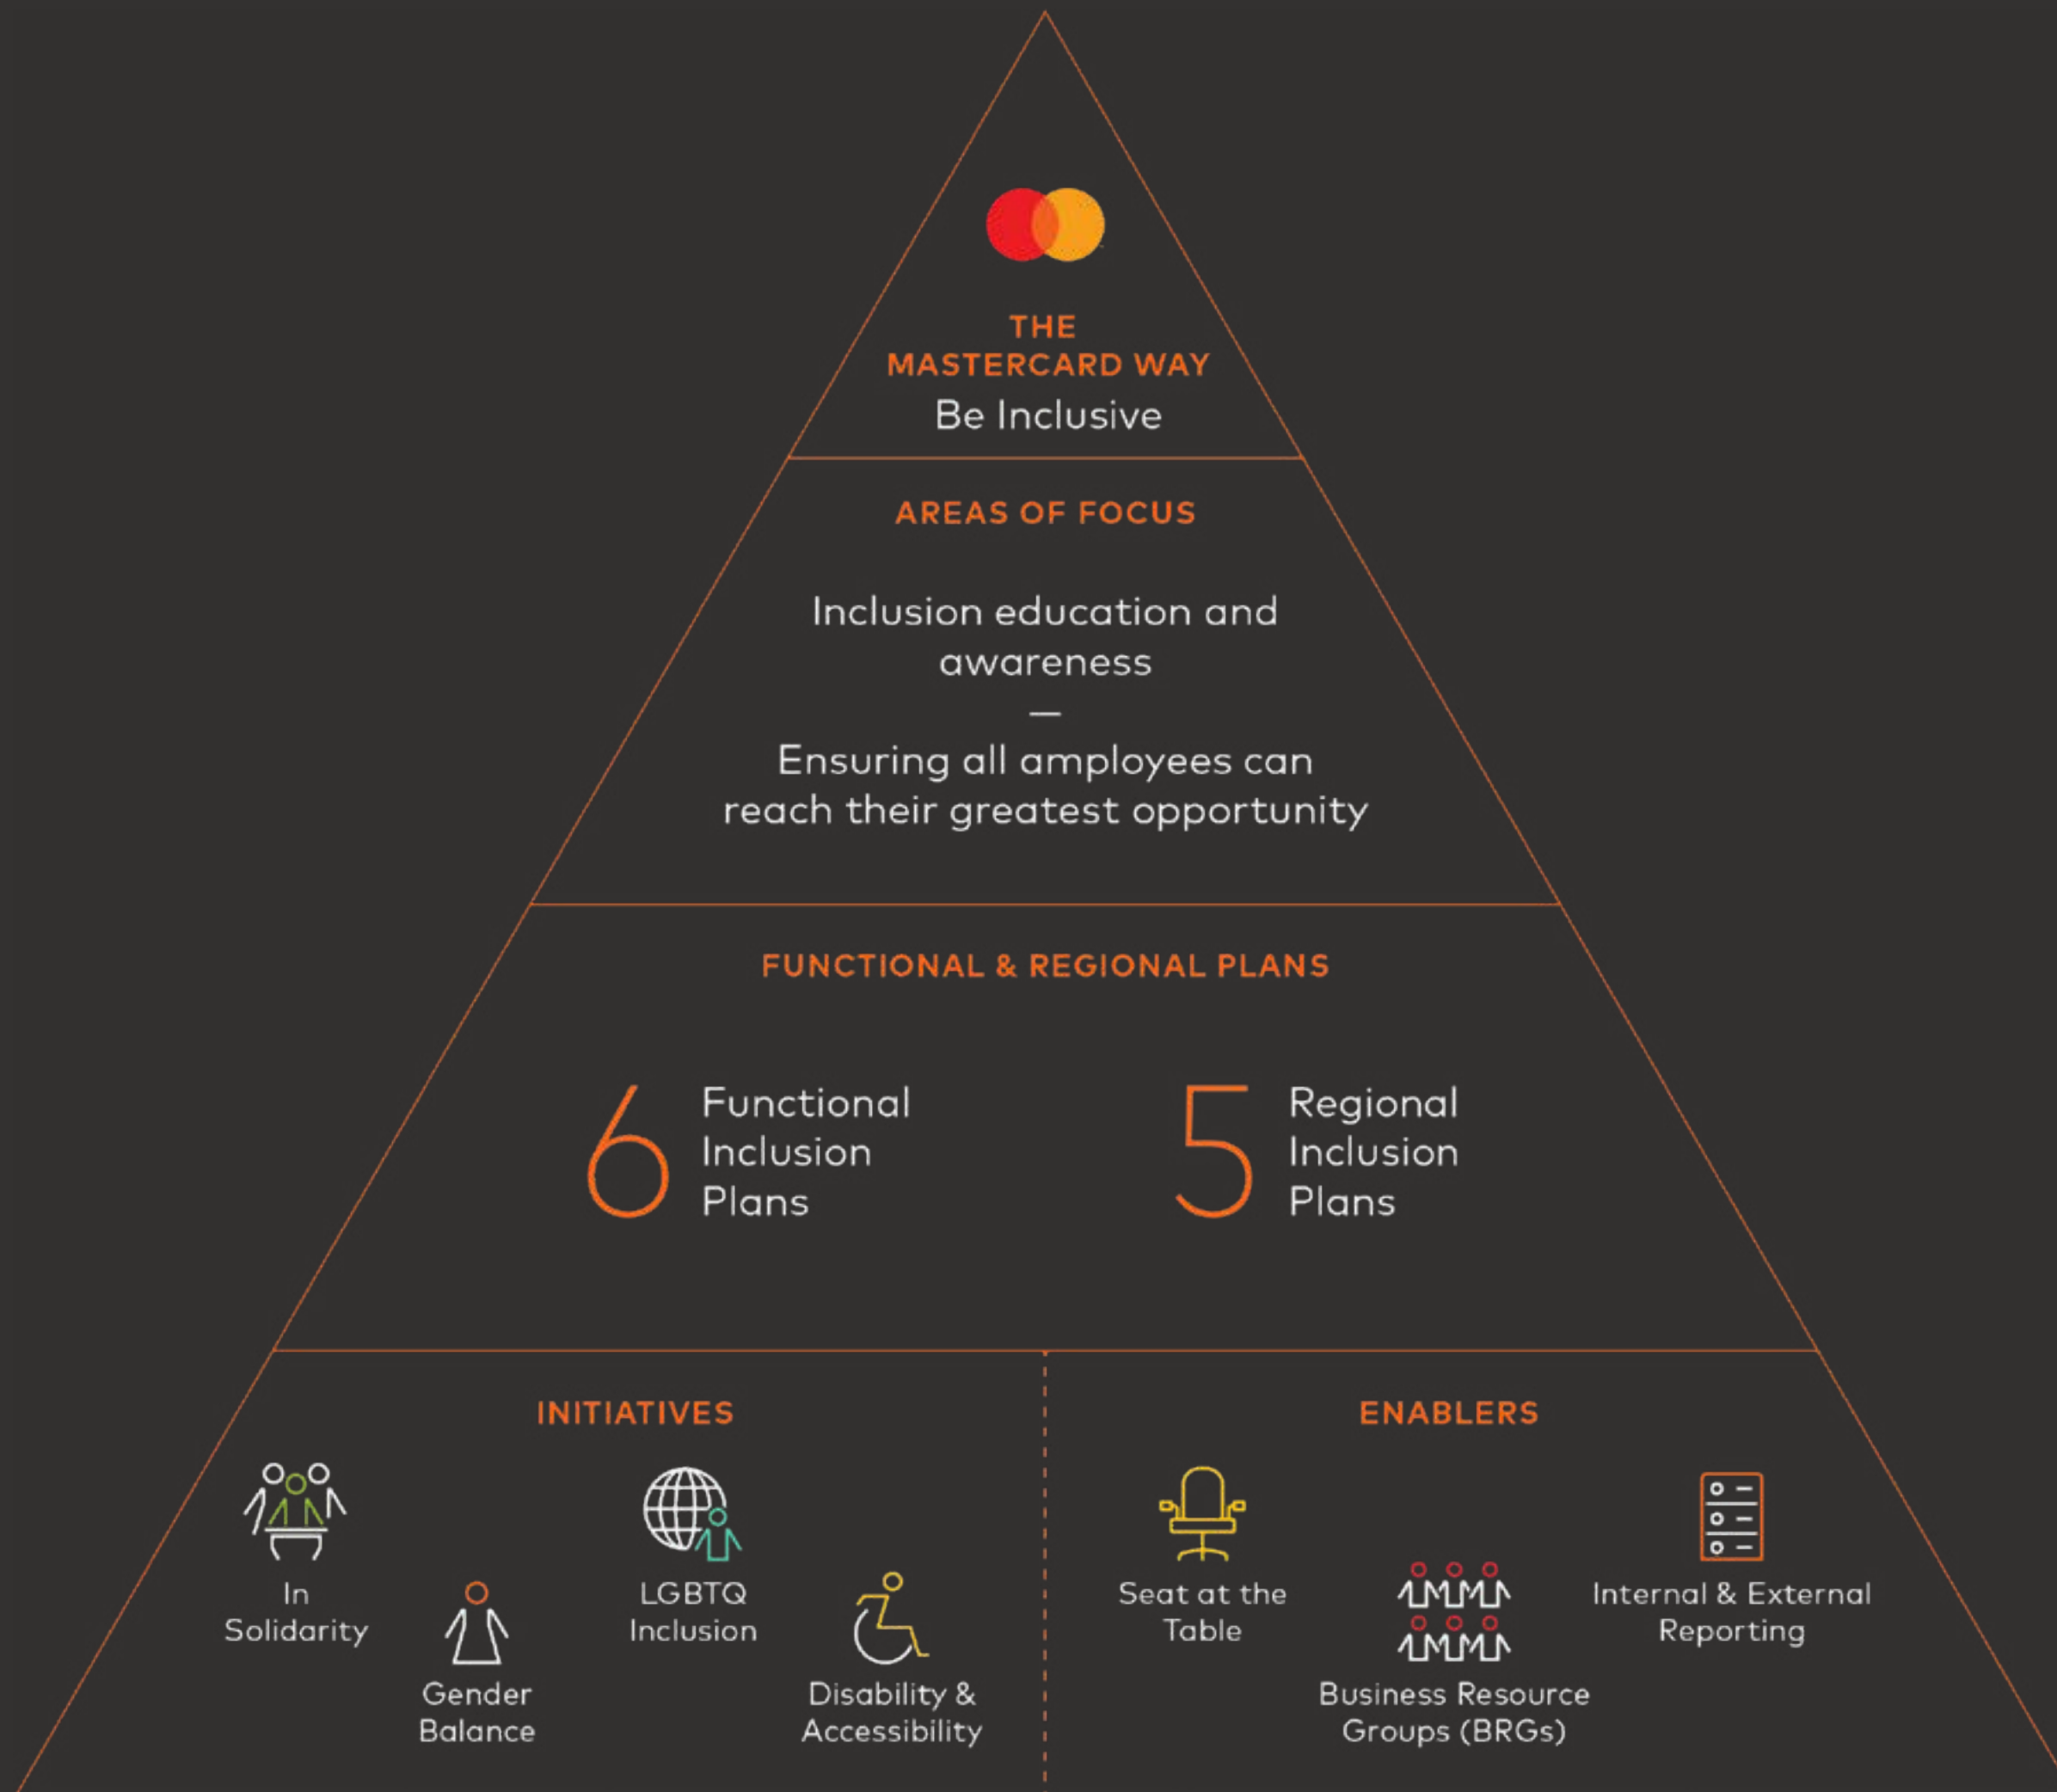 THE
MASTERCARD WAY
Be Inclusive
AREAS OF FOCUS
Inclusion education and
awareness
—
Ensuring all amployees can
reach their greatest opportunity
FUNCTIONAL & REGIONAL PLANS
6
Functional
Inclusion
Plans
5
Regional
Inclusion
Plans
INITIATIVES
In
Solidarity
Gender
Balance
LGBTQ
Inclusion
Disability &
Accessibility
ENABLERS
Seat at the
Table
Business Resource
Groups (BRGs)
Internal & External
Reporting